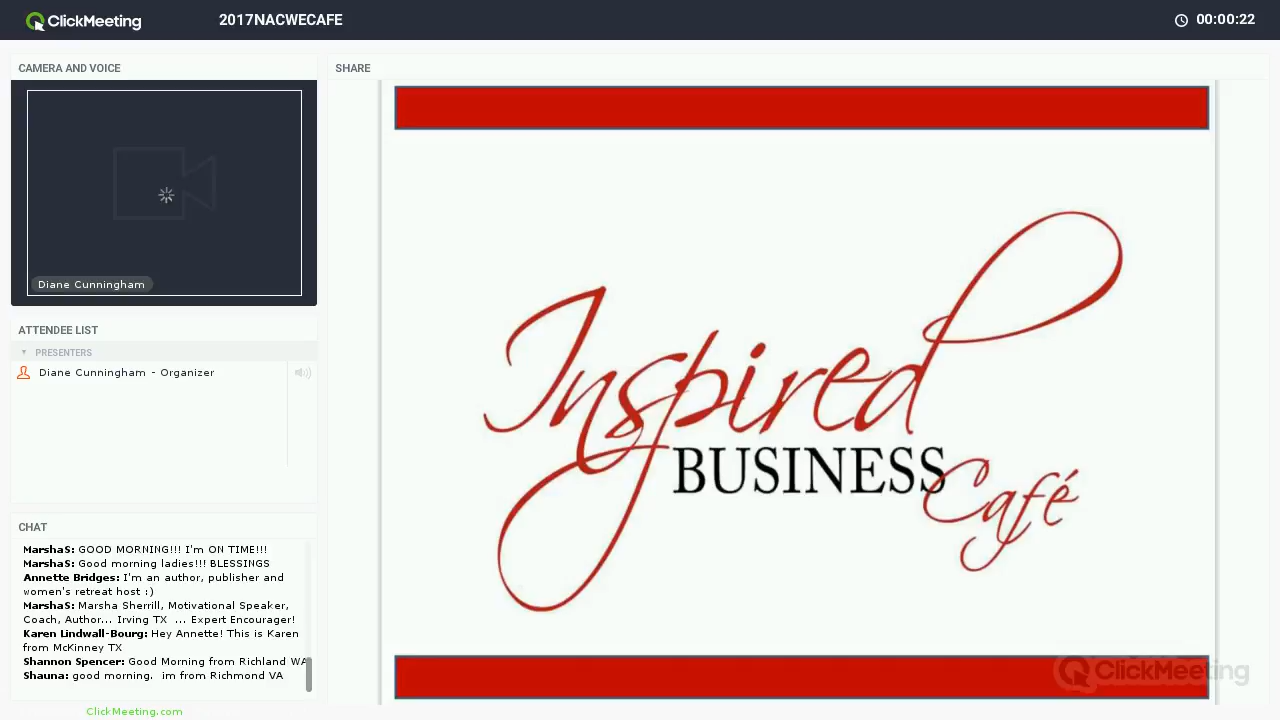 ClickMeeting
2017NACWECAFE
00:00:22
CAMERA AND VOICE
SHARE
Diane Cunningham
ATTENDEE LIST
PRESENTERS
Diane Cunningham - Organizer
Inspired
BUSINESS
Café
CHAT
MarshaS: GOOD MORNING!!! I'm ON TIME!!!
MarshaS: Good morning ladies!!! BLESSINGS
Annette Bridges: I'm an author, publisher and
women's retreat host :)
MarshaS: Marsha Sherrill, Motivational Speaker,
Coach, Author... Irving TX ... Expert Encourager!
Karen Lindwall-Bourg: Hey Annette! This is Karen
from McKinney TX
Shannon Spencer: Good Morning from Richland WA
Shauna: good morning. im from Richmond VA
ClickMeeting
ClickMeeting.com